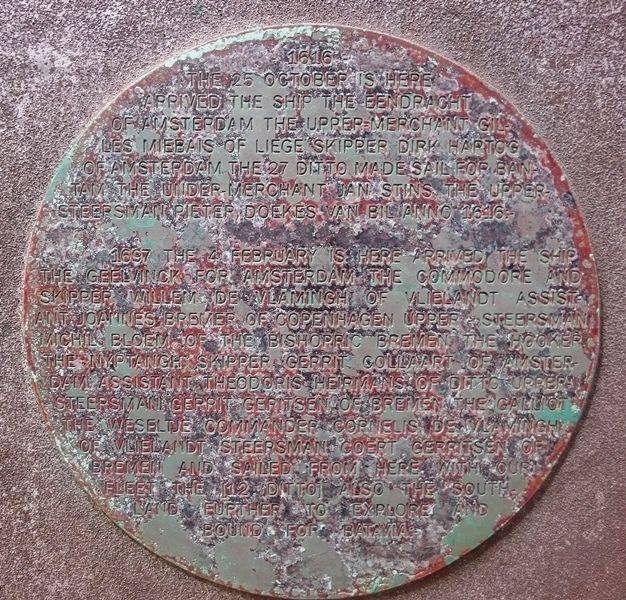 1616
THE 25 OCTOBER IS HERE
ARRIVED THE SHIP THE EENDRACHT
OF AMSTERDAM THE UPPER-MERCHANT GIL-
LES MIEBAIS OF LIEGE SKIPPER DIRK HARTOG
OF AMSTERDAM THE 27 DITTO MADE SAIL FOR BAN-
TAM THE UNDER-MERCHANT JAN STINS THE UPPER-
STEERSMAN PIETER DOEKES VAN BIL ANNO 1616.
1697 THE 4 FEBRUARY IS HERE ARRIVED THE SHIP
THE GEELVINCK FOR AMSTERDAM THE COMMODORE AND
SKIPPER WILLEM DE VLAMINGH OF VLIELANDT ASSIST-
ANT JOANNES BREMER OF COPENHAGEN UPPER STEERSMAN
MICHIL BLOEM OF THE BISHOPRIC BREMEN THE HOOKER
THE NYPTANGH SKIPPER GERRIT COLLAART OF AMSTER-
DAM ASSISTANT THEODORIS HEIRMANS OF DITTO UPPER-
STEERSMAN GERRIT GERITSEN OF BREMEN THE GALLIOT
THE WESELTJE COMMANDER CORNELIS DE VLAMINGH
OF VLIELANDT STEERSMAN COERT GERRITSEN OF
BREMEN AND SAILED FROM HERE WITH OUR
FLEET THE [12 DITTO] ALSO THE SOUTH-
LAND FURTHER TO EXPLORE AND
BOUND FOR BATAVIA.